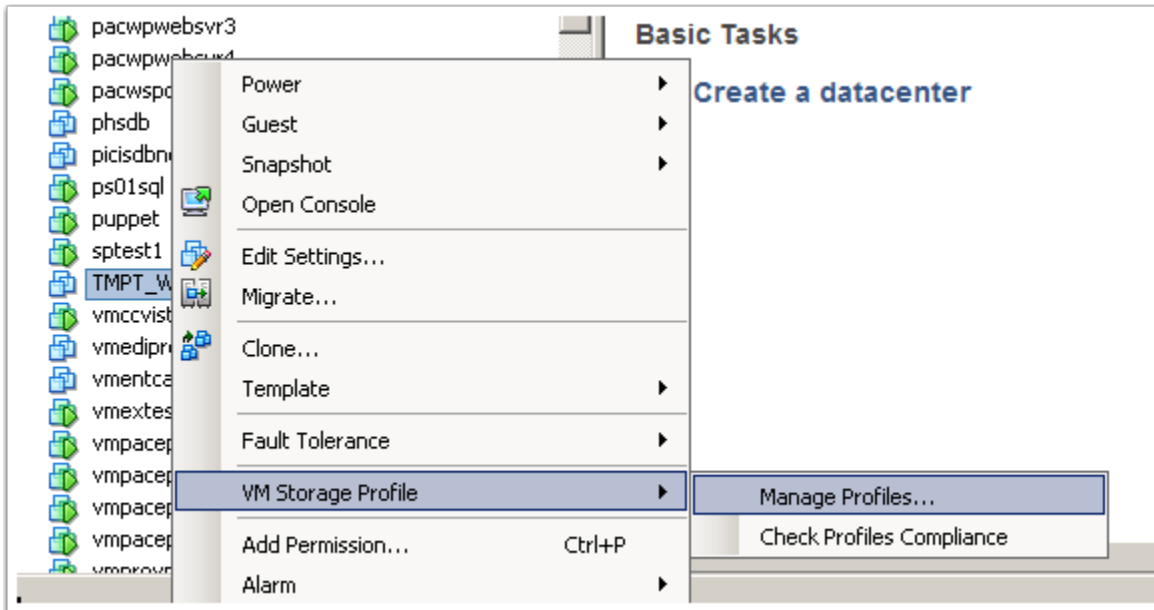 pacwpwebsvr3
Basic Tasks
Create a datacenter
phsdb
ps01sql
puppet
sptest1
Power
Guest
Snapshot
Open Console
Edit Settings...
Migrate...
Clone...
Template
Fault Tolerance
VM Storage Profile
Manage Profiles...
Check Profiles Compliance
Add Permission... Ctrl+P
Alarm